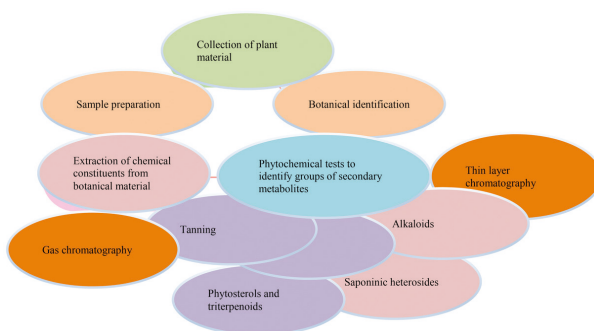 Collection of plant
material
Sample preparation
Botanical identification
Extraction of chemical
constituents from
botanical material
Phytochemical tests to
identify groups of secondary
metabolites
Thin layer
chromatography
Tanning
Alkaloids
Gas chromatography
Phytosterols and
triterpenoids
Saponinic heterosides